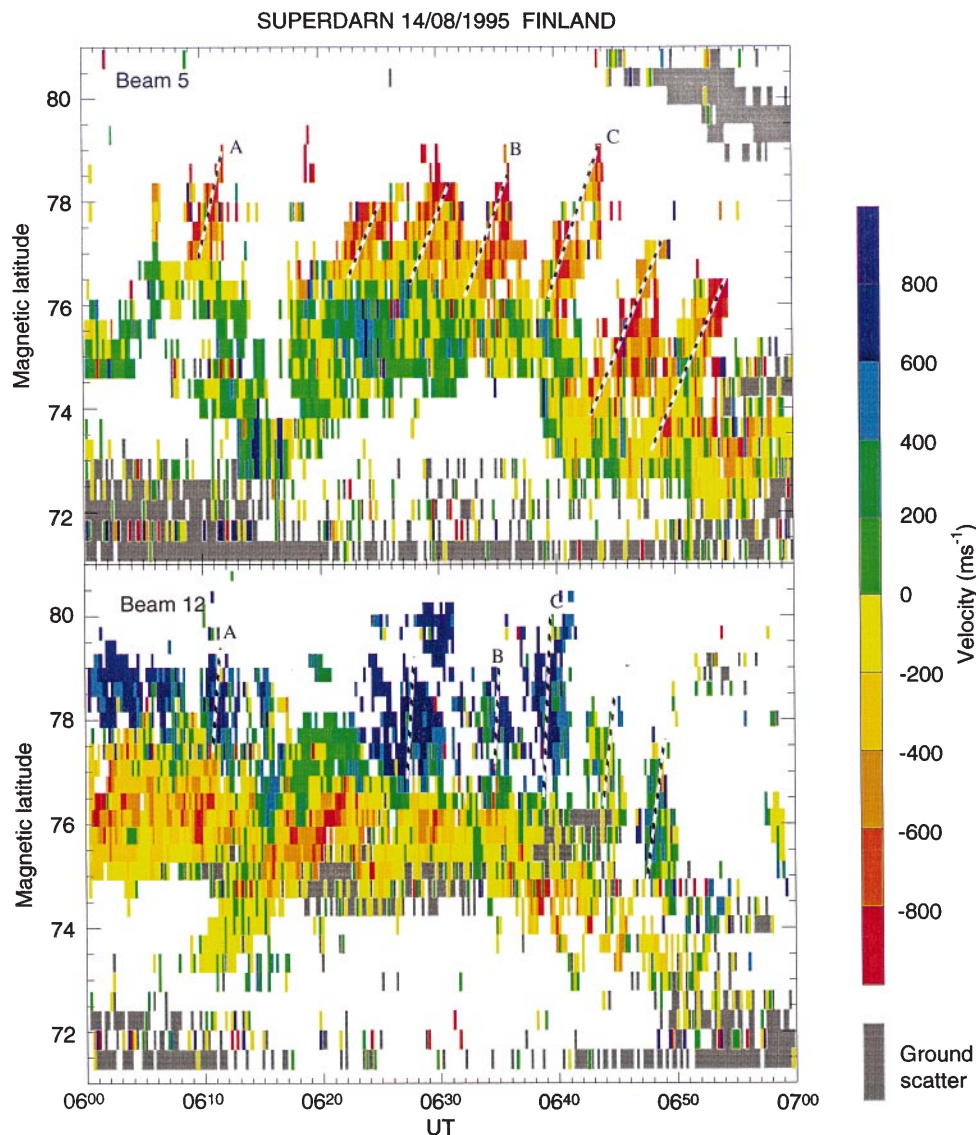 SUPERDARN 14/08/1995 FINLAND
Beam 5
A
B
C
80
78
76
74
72
Magnetic latitude
Beam 12
A
B
C
80
78
76
74
72
Magnetic latitude
0600 0610 0620 0630 0640 0650 0700
UT
800
600
400
200
0
-200
-400
-600
-800
Velocity (ms-1)
Ground
scatter